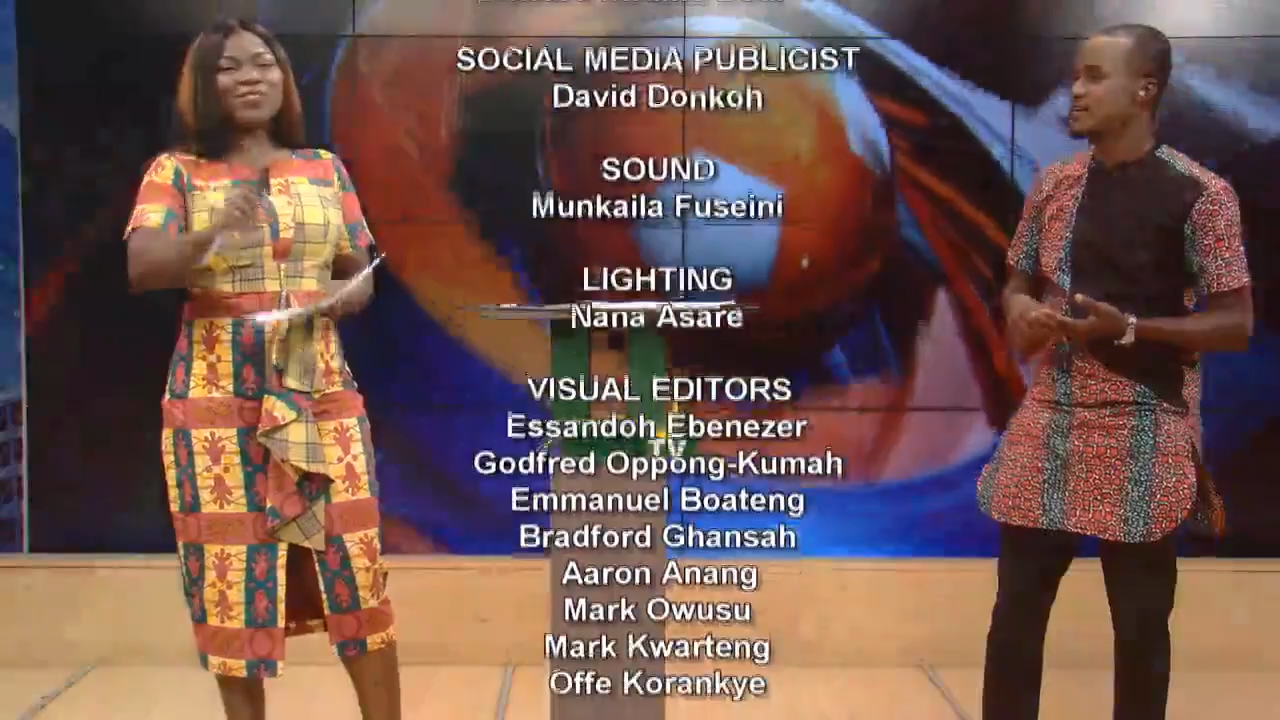 SOCIAL MEDIA PUBLICIST
David Donkoh
SOUND
Munkaila Fuseini
LIGHTING
Nana Asare
VISUAL EDITORS
Essandoh Ebenezer
TV
Godfred Oppong-Kumah
Emmanuel Boateng
Bradford Ghansah
Aaron Anang
Mark Owusu
Mark Kwarteng
Offe Korankye